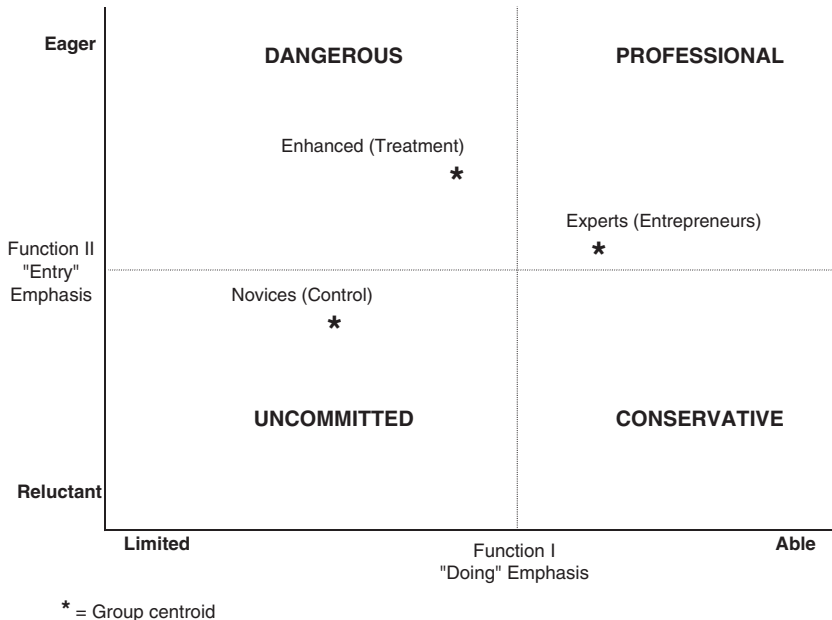 Eager
DANGEROUS
PROFESSIONAL
Enhanced (Treatment)
*
Experts (Entrepreneurs)
*
Function II
"Entry"
Emphasis
Novices (Control)
*
UNCOMMITTED
CONSERVATIVE
Reluctant
Limited
Function I
"Doing" Emphasis
Able
* = Group centroid